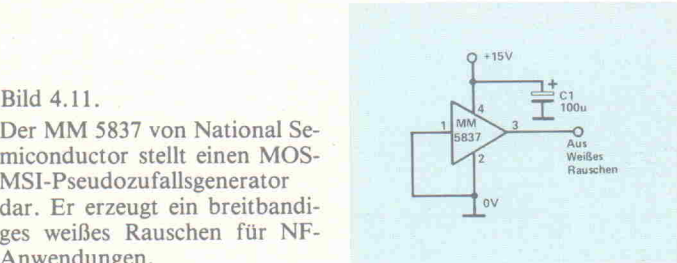 Bild 4.11.
Der MM 5837 von National Se-
miconductor stellt einen MOS-
MSI-Pseudozufallsgenerator
dar. Er erzeugt ein breitbandi-
ges weißes Rauschen für NF-
Anwendungen.
+15V
+
C1
100u
4
1
MM
5837
3
2
Aus
Weißes
Rauschen
0V